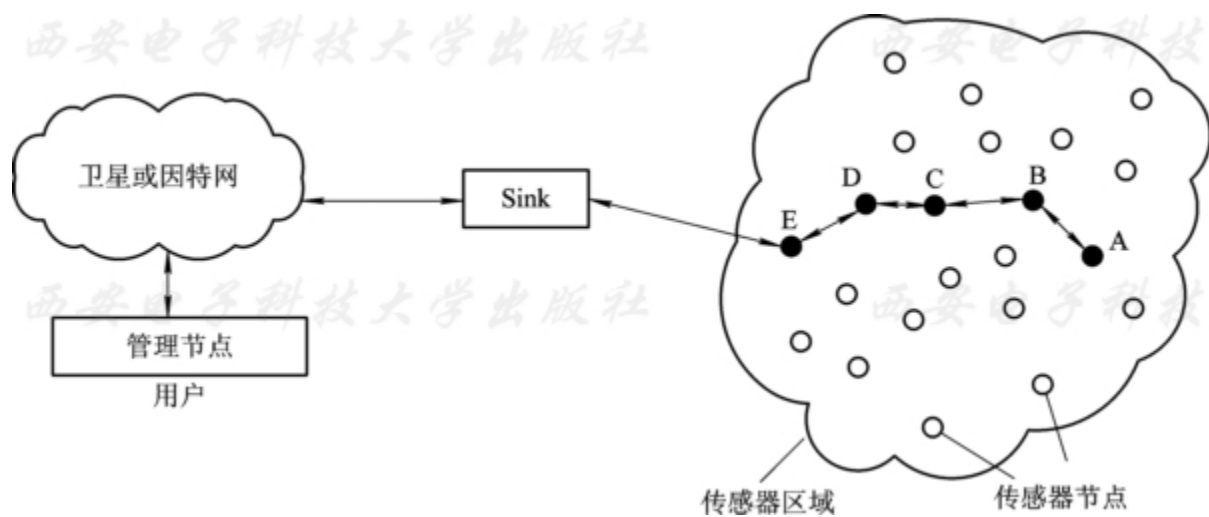 西安电子科技大学出版社
西安电子科技
卫星或因特网
Sink
D
C
B
E
A
西安电子科技大学出版社
西安电子科技
管理节点
用户
传感器区域
传感器节点